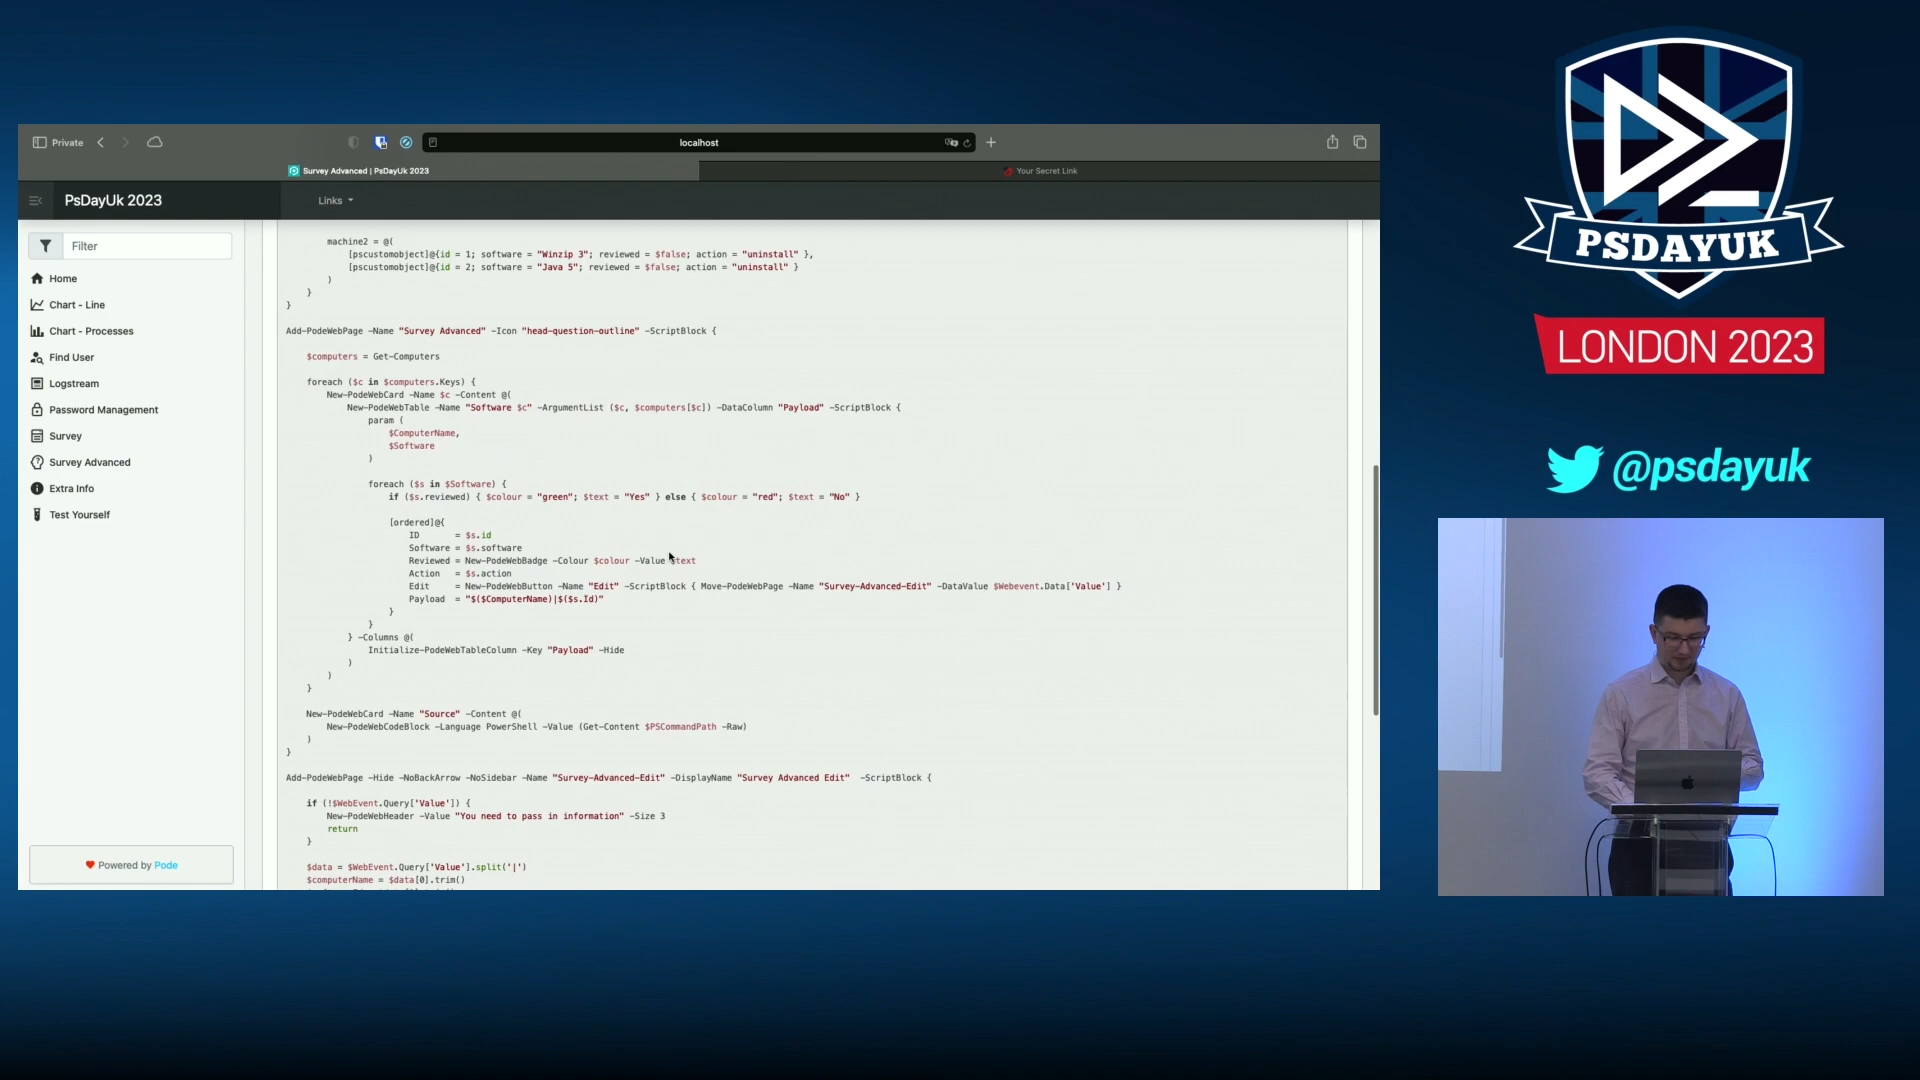 Private
localhost
Survey Advanced | PsDayUk 2023
Your Secret Link
PsDayUk 2023
Links
Filter
Home
Chart - Line
Chart - Processes
Find User
Logstream
Password Management
Survey
Survey Advanced
Extra Info
Test Yourself
Powered by Pode
machine2 = @(
[pscustomobject]@{id = 1; software = "Winzip 3"; reviewed = $false; action = "uninstall" },
[pscustomobject]@{id = 2; software = "Java 5"; reviewed = $false; action = "uninstall" }
)
}
}
Add-PodeWebPage -Name "Survey Advanced" -Icon "head-question-outline" -ScriptBlock {
$computers = Get-Computers
foreach ($c in $computers.Keys) {
New-PodeWebCard -Name $c -Content @(
New-PodeWebTable -Name "Software $c" -ArgumentList ($c, $computers[$c]) -DataColumn "Payload" -ScriptBlock {
param (
$ComputerName,
$Software
)
foreach ($s in $Software) {
if ($s.reviewed) { $colour = "green"; $text = "Yes" } else { $colour = "red"; $text = "No" }
[ordered]@{
ID = $s.id
Software = $s.software
Reviewed = New-PodeWebBadge -Colour $colour -Value $text
Action = $s.action
Edit = New-PodeWebButton -Name "Edit" -ScriptBlock { Move-PodeWebPage -Name "Survey-Advanced-Edit" -DataValue $Webevent.Data['Value'] }
Payload = "$($ComputerName)|$($s.Id)"
}
}
} -Columns @(
Initialize-PodeWebTableColumn -Key "Payload" -Hide
)
)
}
New-PodeWebCard -Name "Source" -Content @(
New-PodeWebCodeBlock -Language PowerShell -Value (Get-Content $PSCommandPath -Raw)
)
}
Add-PodeWebPage -Hide -NoBackArrow -NoSidebar -Name "Survey-Advanced-Edit" -DisplayName "Survey Advanced Edit" -ScriptBlock {
if (!$WebEvent.Query['Value']) {
New-PodeWebHeader -Value "You need to pass in information" -Size 3
return
}
$data = $WebEvent.Query['Value'].split('|')
$computerName = $data[0].trim()
PSDAYUK
LONDON 2023
@psdayuk